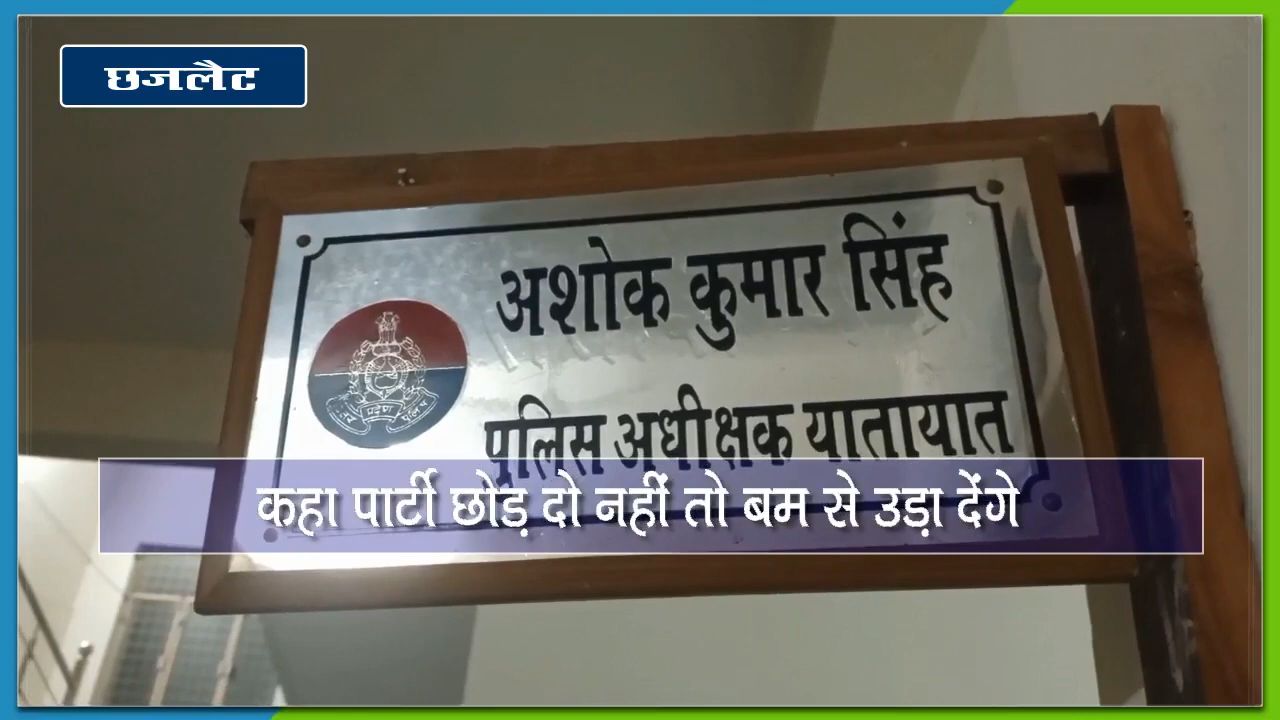 छजलैट
अशोक कुमार सिंह
पुलिस अधीक्षक यातायात
कहा पार्टी छोड़ दो नहीं तो बम से उड़ा देंगे